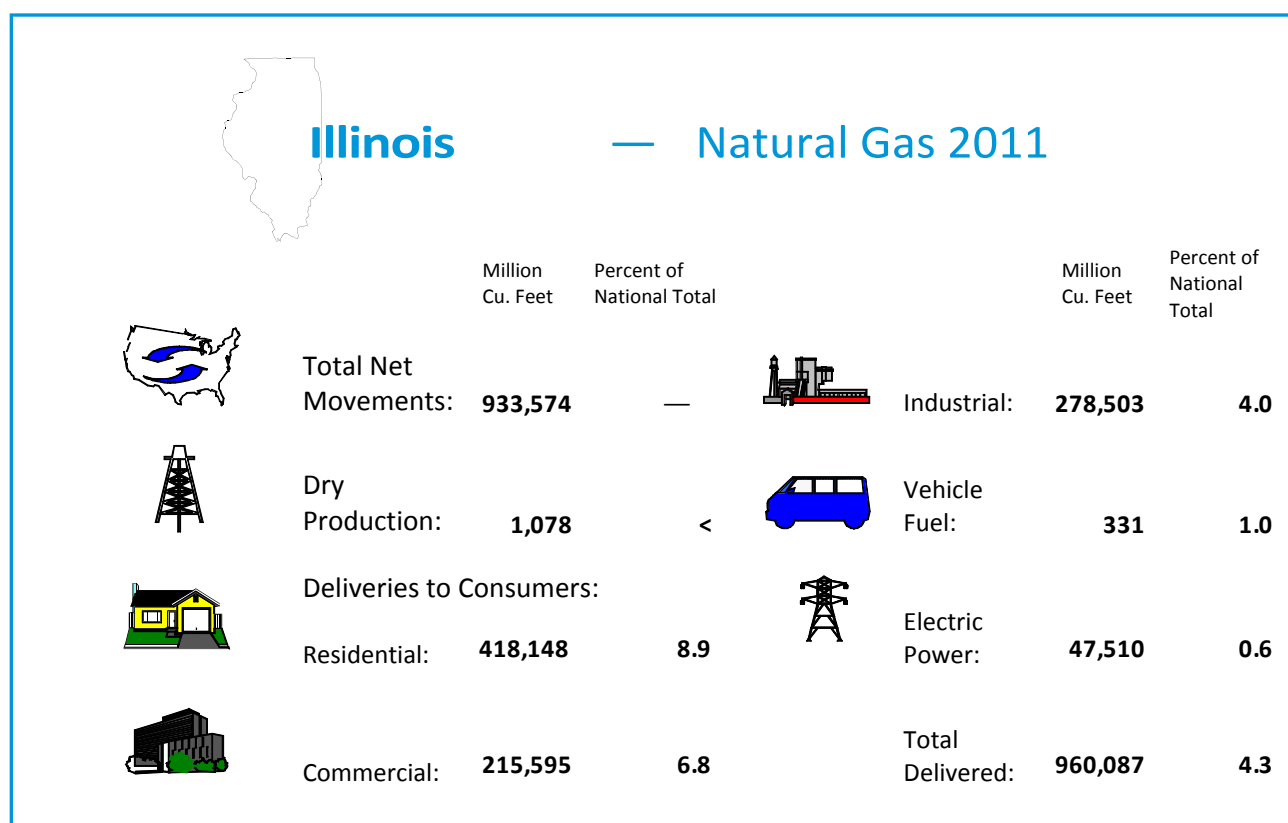 Illinois — Natural Gas 2011
Million
Cu. Feet
Percent of
National Total
Total Net
Movements: 933,574 —
Dry
Production: 1,078 <
Deliveries to Consumers:
Residential: 418,148 8.9
Commercial: 215,595 6.8
Million
Cu. Feet
Percent of
National
Total
Industrial: 278,503 4.0
Vehicle
Fuel: 331 1.0
Electric
Power: 47,510 0.6
Total
Delivered: 960,087 4.3